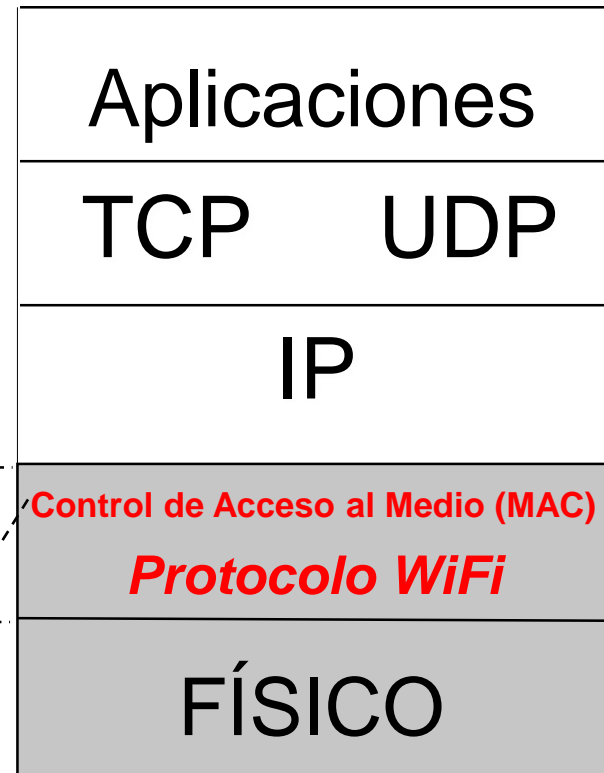 Aplicaciones
TCP UDP
IP
Control de Acceso al Medio (MAC)
Protocolo WiFi
FÍSICO